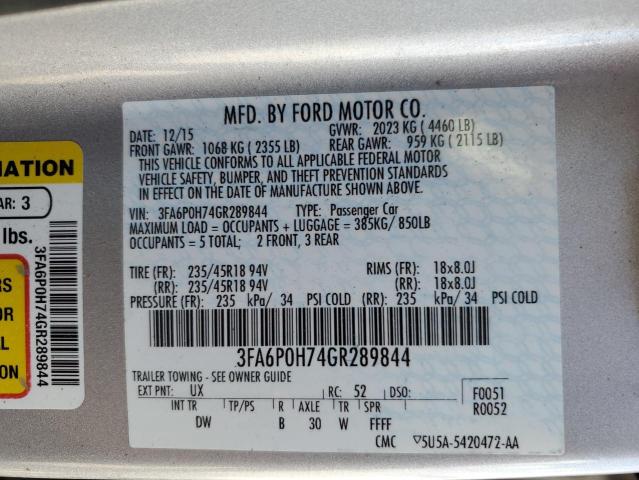 MFD. BY FORD MOTOR CO.
DATE: 12/15 GVWR: 2023 KG ( 4460 LB)
FRONT GAWR: 1068 KG ( 2355 LB) REAR GAWR: 959 KG ( 2115 LB)
THIS VEHICLE CONFORMS TO ALL APPLICABLE FEDERAL MOTOR
VEHICLE SAFETY, BUMPER, AND THEFT PREVENTION STANDARDS
IN EFFECT ON THE DATE OF MANUFACTURE SHOWN ABOVE.
VIN: 3FA6P0H74GR289844 TYPE: Passenger Car
MAXIMUM LOAD = OCCUPANTS + LUGGAGE = 385KG/ 850LB
OCCUPANTS = 5 TOTAL; 2 FRONT, 3 REAR
TIRE (FR): 235/45R18 94V RIMS (FR): 18x8.0J
(RR): 235/45R18 94V (RR): 18x8.0J
PRESSURE (FR): 235 kPa/ 34 PSI COLD (RR): 235 kPa/ 34 PSI COLD
3FA6P0H74GR289844
TRAILER TOWING - SEE OWNER GUIDE
EXT PNT: UX RC: 52 DSO: F0051
INT TR TP/PS R AXLE TR SPR R0052
DW B 30 W FFFF
CMC ▽5U5A-5420472-AA
MATION
AR: 3
lbs.
RS
OR
AL
ION
3FA6P0H74GR289844